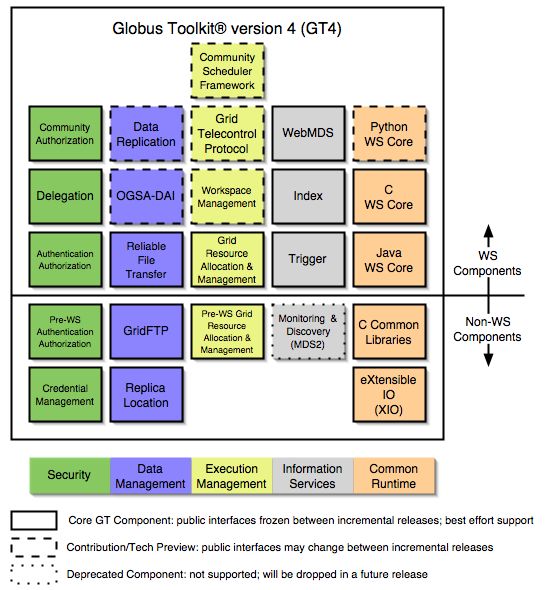 Globus Toolkit® version 4 (GT4)
Community
Scheduler
Framework
Community
Authorization
Data
Replication
Grid
Telecontrol
Protocol
WebMDS
Python
WS Core
Delegation
OGSA-DAI
Workspace
Management
Index
C
WS Core
Authentication
Authorization
Reliable
File
Transfer
Grid
Resource
Allocation &
Management
Trigger
Java
WS Core
WS
Components
Non-WS
Components
Pre-WS
Authentication
Authorization
GridFTP
Pre-WS Grid
Resource
Allocation
& Management
Monitoring &
Discovery
(MDS2)
C Common
Libraries
Credential
Management
Replica
Location
eXtensible
IO
(XIO)
Security
Data
Management
Execution
Management
Information
Services
Common
Runtime
Core GT Component: public interfaces frozen between incremental releases; best effort support
Contribution/Tech Preview: public interfaces may change between incremental releases
Deprecated Component: not supported; will be dropped in a future release